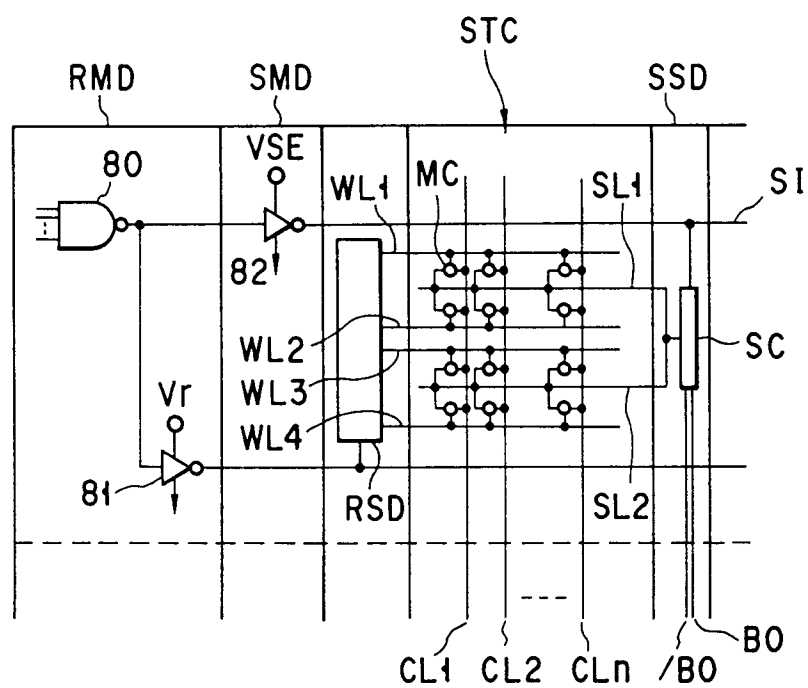 STC
RMD
SMD
SSD
VSE
80
WL1
MC
SL1
SI
82
WL2
SC
WL3
Vr
WL4
81
RSD
SL2
CL1
CL2
CLn
/BO
BO